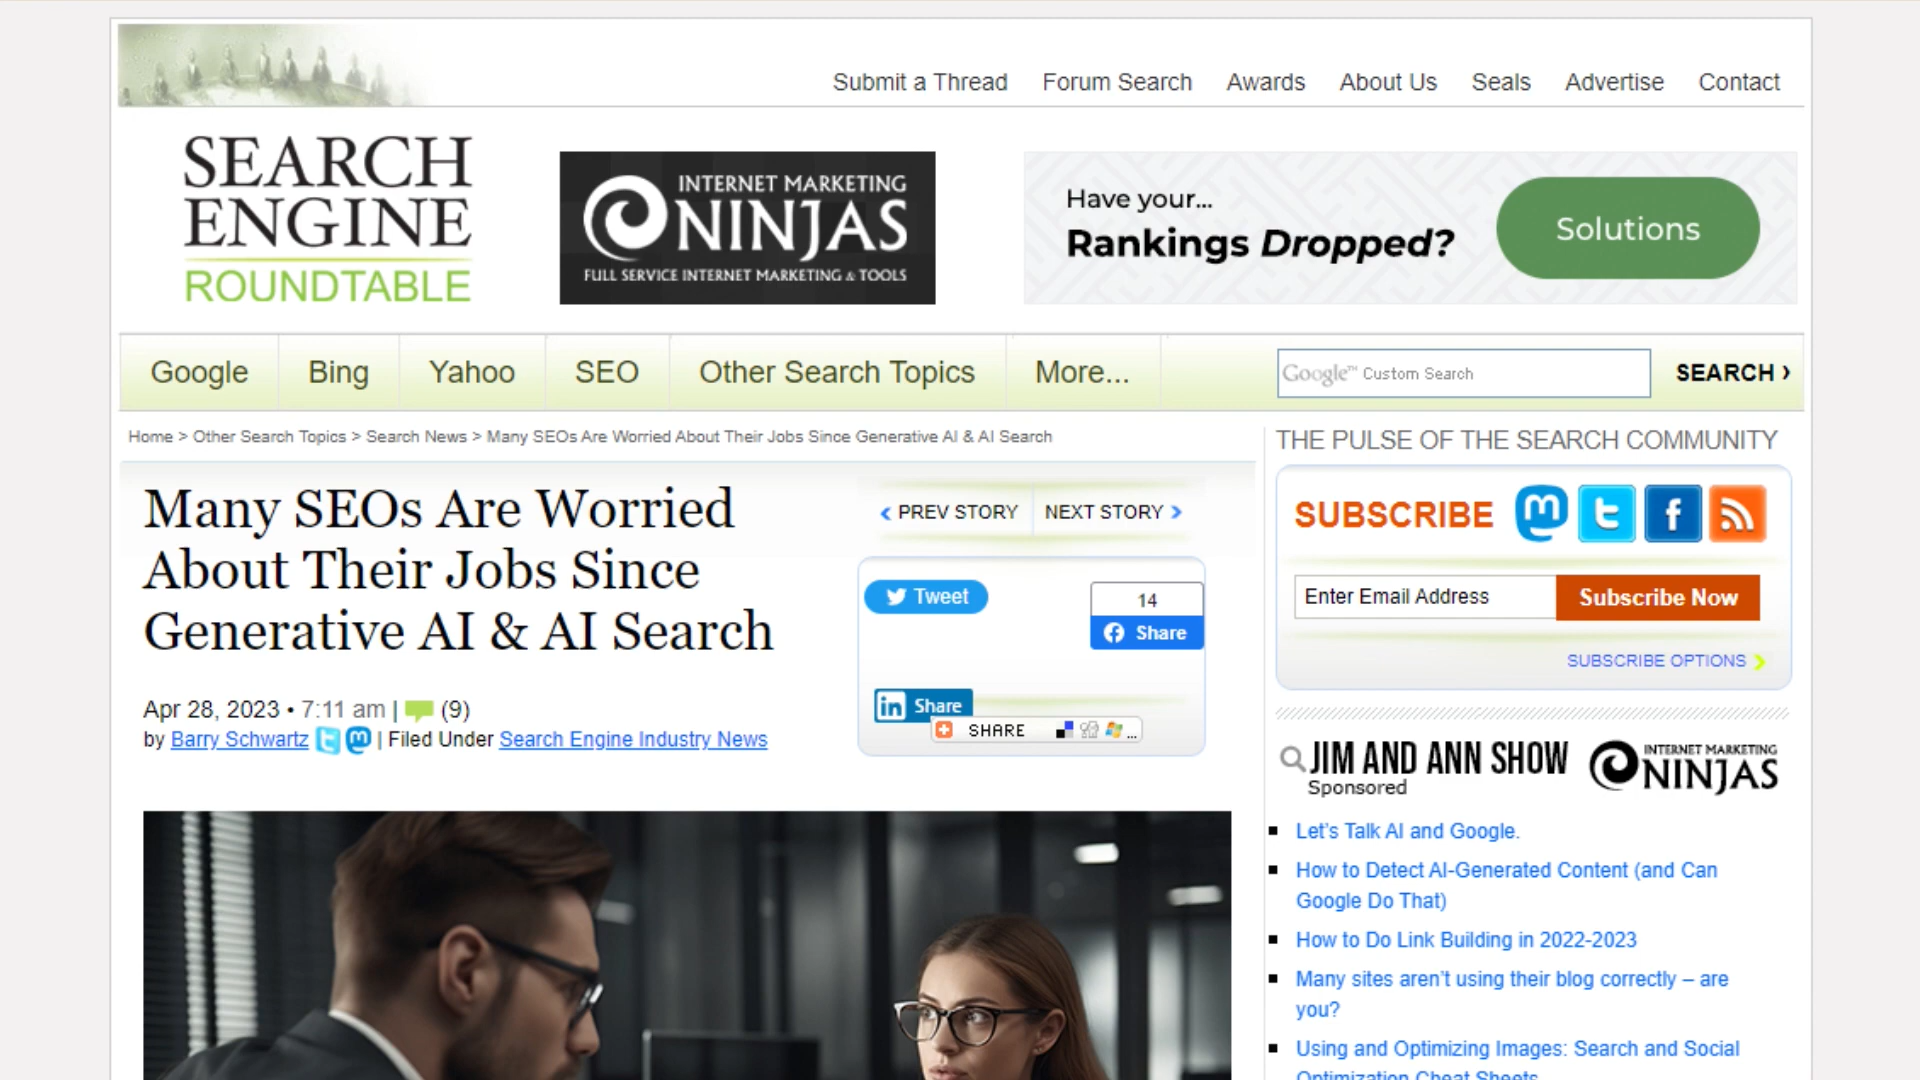 Submit a Thread Forum Search Awards About Us Seals Advertise Contact
SEARCH
ENGINE
ROUNDTABLE
INTERNET MARKETING
NINJAS
FULL SERVICE INTERNET MARKETING & TOOLS
Have your...
Rankings Dropped?
Solutions
Google Bing Yahoo SEO Other Search Topics More...
Google™ Custom Search
SEARCH ›
Home > Other Search Topics > Search News > Many SEOs Are Worried About Their Jobs Since Generative AI & AI Search
Many SEOs Are Worried
About Their Jobs Since
Generative AI & AI Search
Apr 28, 2023 • 7:11 am | (9)
by Barry Schwartz | Filed Under Search Engine Industry News
‹ PREV STORY NEXT STORY ›
Tweet
14
Share
in Share
SHARE ...
THE PULSE OF THE SEARCH COMMUNITY
SUBSCRIBE
Enter Email Address Subscribe Now
SUBSCRIBE OPTIONS
JIM AND ANN SHOW
Sponsored
INTERNET MARKETING
NINJAS
Let's Talk AI and Google.
How to Detect AI-Generated Content (and Can
Google Do That)
How to Do Link Building in 2022-2023
Many sites aren't using their blog correctly – are
you?
Using and Optimizing Images: Search and Social
Optimization Cheat Sheets